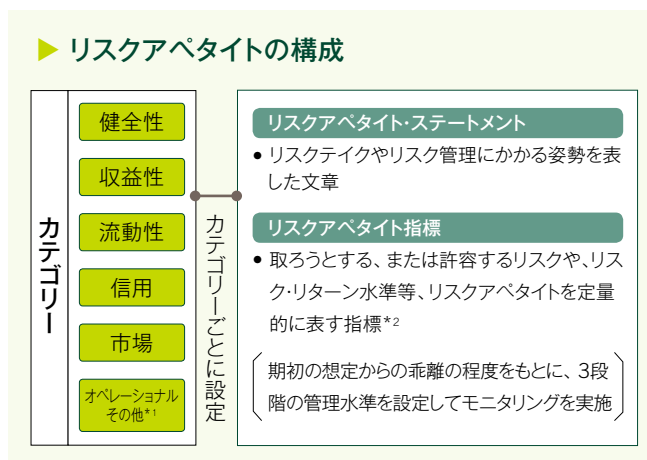 ▶ リスクアペタイトの構成
カテゴリー
健全性
収益性
流動性
信用
市場
オペレーショナル
その他*1
カテゴリーごとに設定
リスクアペタイト・ステートメント
● リスクテイクやリスク管理にかかる姿勢を表
した文章
リスクアペタイト指標
● 取ろうとする、または許容するリスクや、リス
ク・リターン水準等、リスクアペタイトを定量
的に表す指標*2
期初の想定からの乖離の程度をもとに、3段
階の管理水準を設定してモニタリングを実施